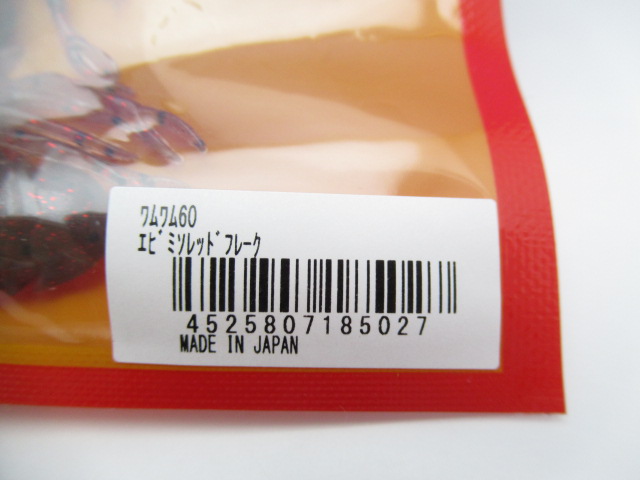 ﾜﾑﾜﾑ60
ｴﾋﾞﾐｿﾚｯﾄﾞﾌﾚｰｸ
4525807185027
MADE IN JAPAN